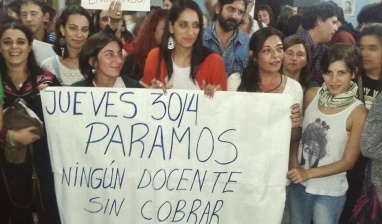 JUEVES 30/4
PARAMOS
NINGÚN DOCENTE
SIN COBRAR